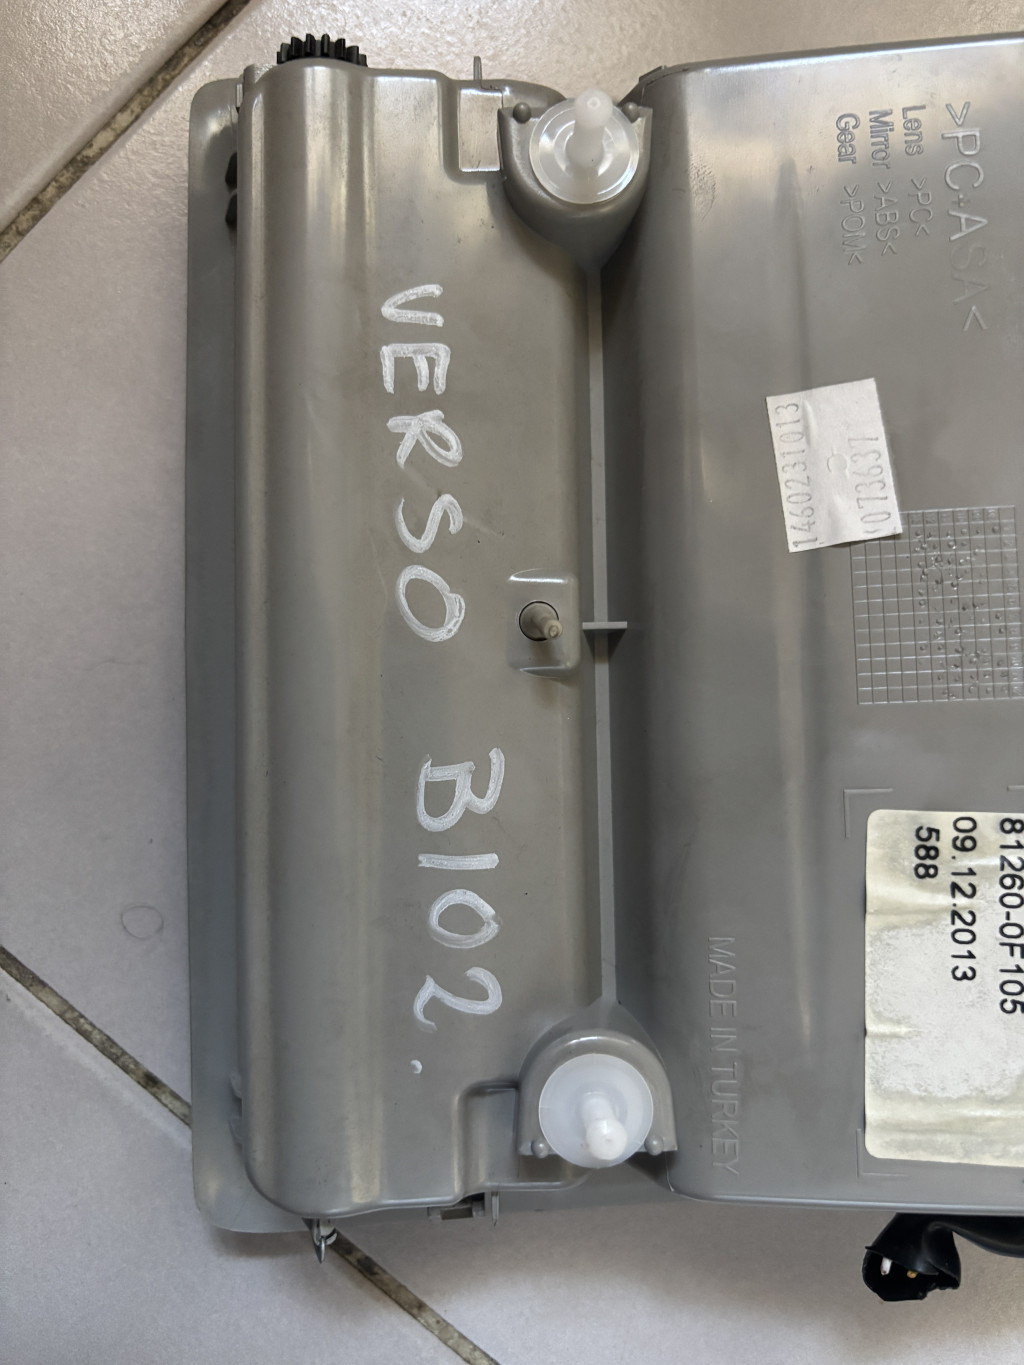 VERSO B102.
>PC+ASA<
Lens >PC<
Mirror >ABS<
Gear >POM<
1460231013
1073637
81260-0F105
09.12.2013
588
MADE IN TURKEY